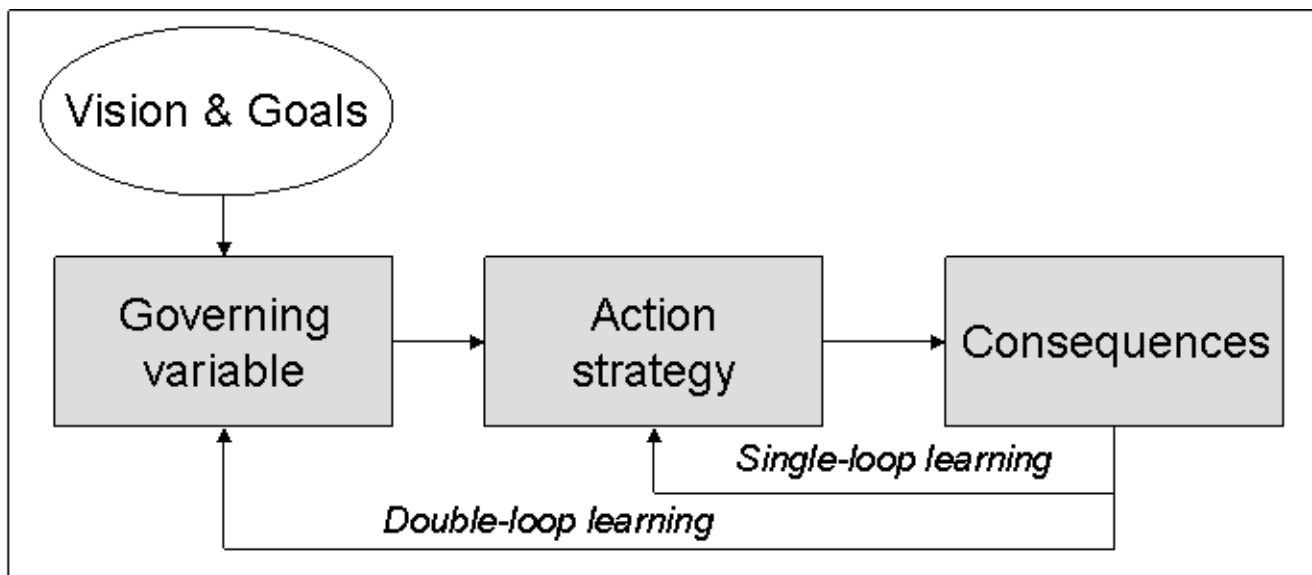 Vision & Goals
Governing
variable
Action
strategy
Consequences
Single-loop learning
Double-loop learning